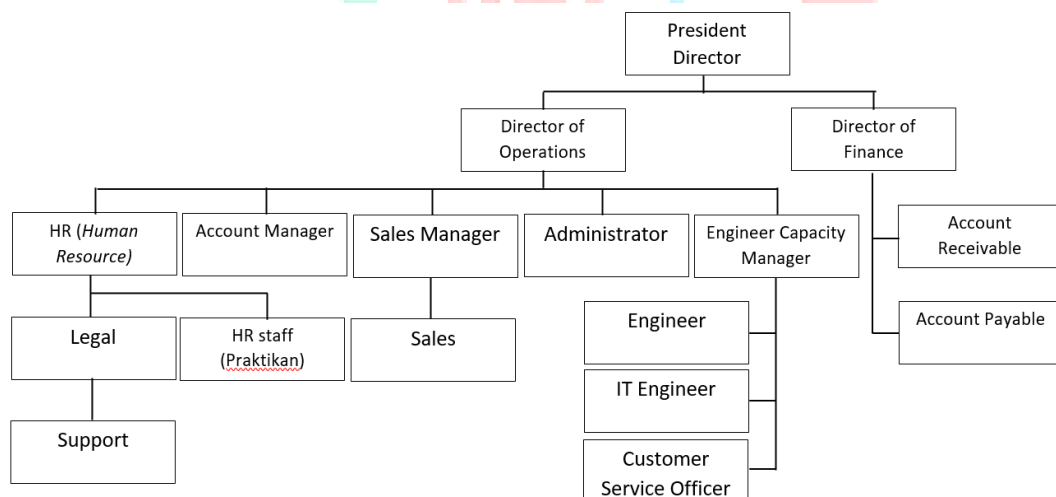 President
Director
Director of
Operations
Director of
Finance
HR (Human
Resource)
Account Manager
Sales Manager
Administrator
Engineer Capacity
Manager
Account
Receivable
Legal
HR staff
(Praktikan)
Sales
Engineer
Account Payable
IT Engineer
Support
Customer
Service Officer